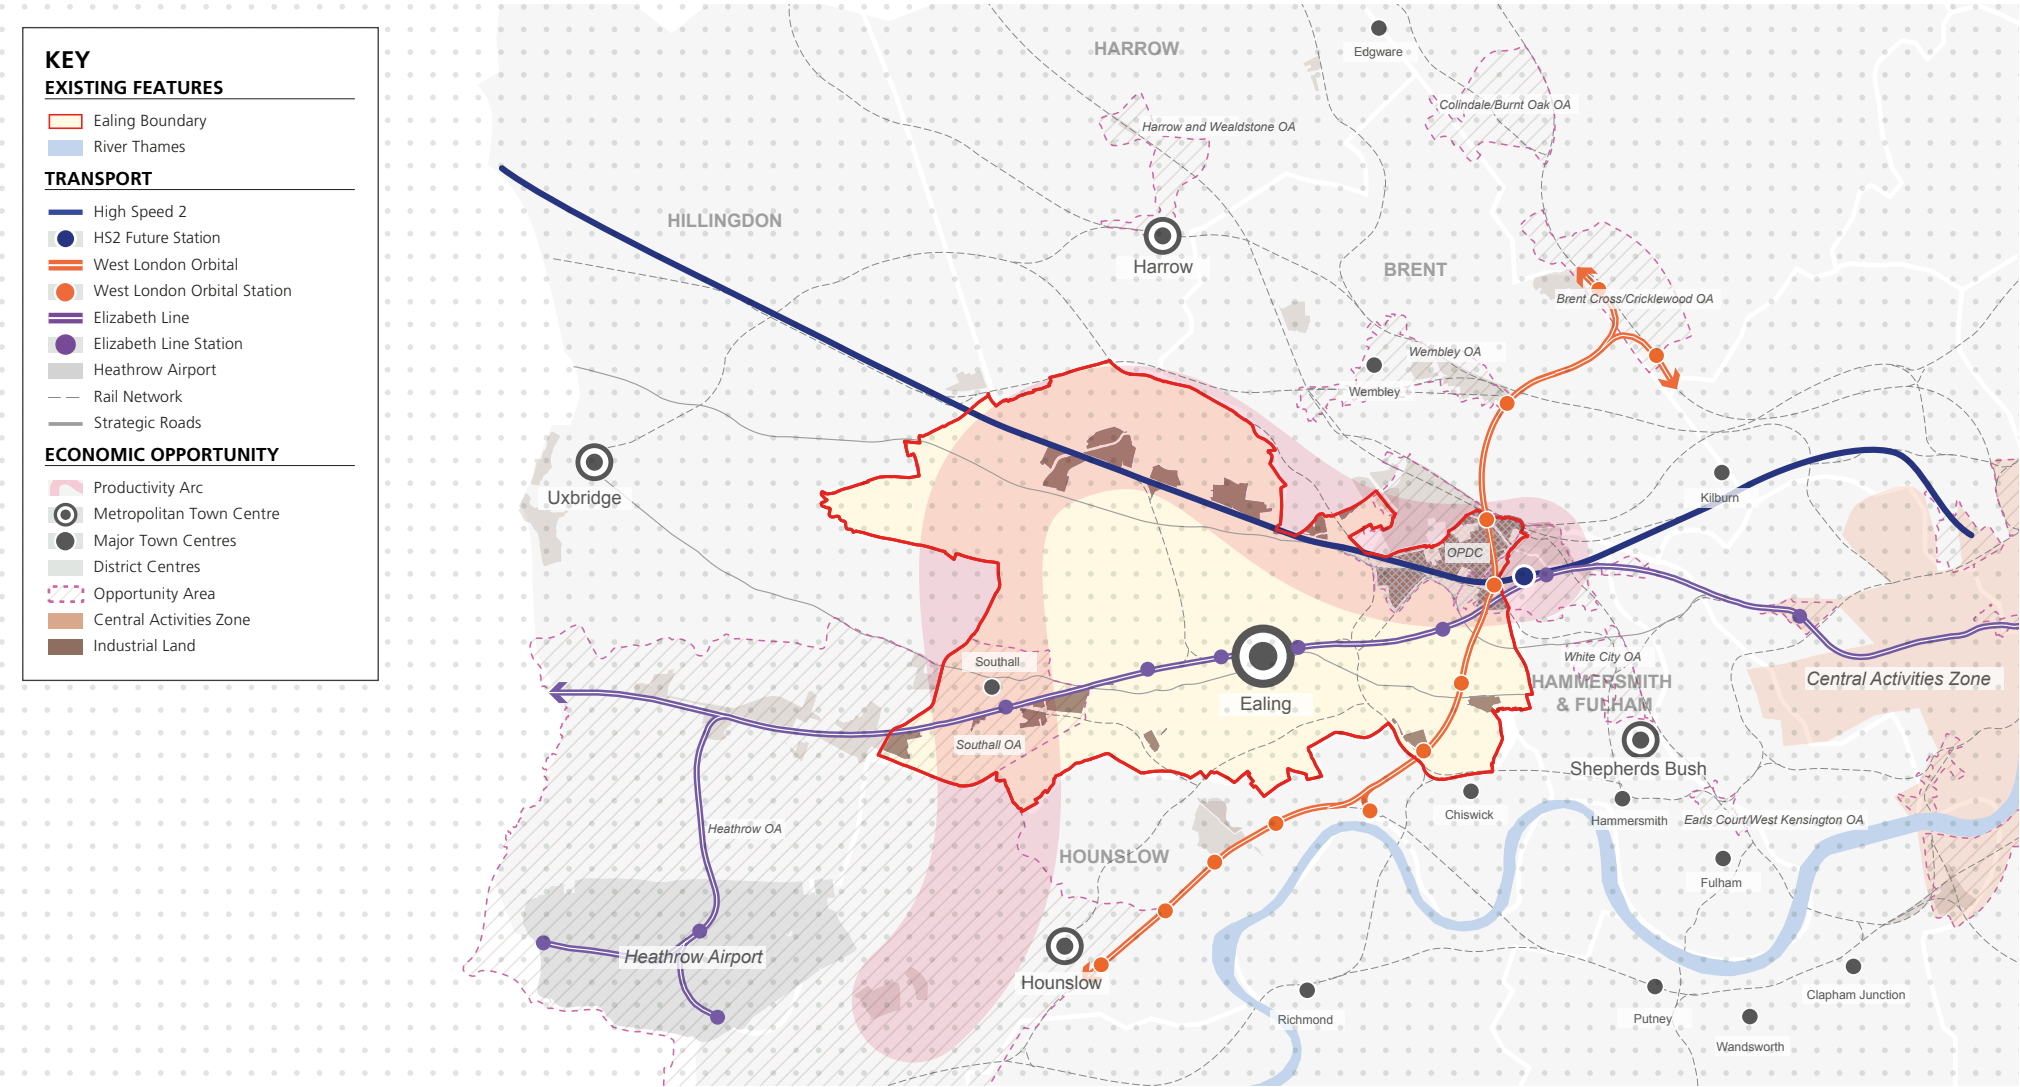 KEY
EXISTING FEATURES
Ealing Boundary
River Thames
TRANSPORT
High Speed 2
HS2 Future Station
West London Orbital
West London Orbital Station
Elizabeth Line
Elizabeth Line Station
Heathrow Airport
Rail Network
Strategic Roads
ECONOMIC OPPORTUNITY
Productivity Arc
Metropolitan Town Centre
Major Town Centres
District Centres
Opportunity Area
Central Activities Zone
Industrial Land
HARROW
Edgware
Colindale/Burnt Oak OA
Harrow and Wealdstone OA
HILLINGDON
Harrow
BRENT
Brent Cross/Cricklewood OA
Wembley OA
Wembley
Uxbridge
Kilburn
OPDC
Southall
White City OA
HAMMERSMITH
& FULHAM
Central Activities Zone
Ealing
Southall OA
Shepherds Bush
Chiswick
Hammersmith
Earls Court/West Kensington OA
Heathrow OA
HOUNSLOW
Fulham
Heathrow Airport
Hounslow
Richmond
Clapham Junction
Putney
Wandsworth